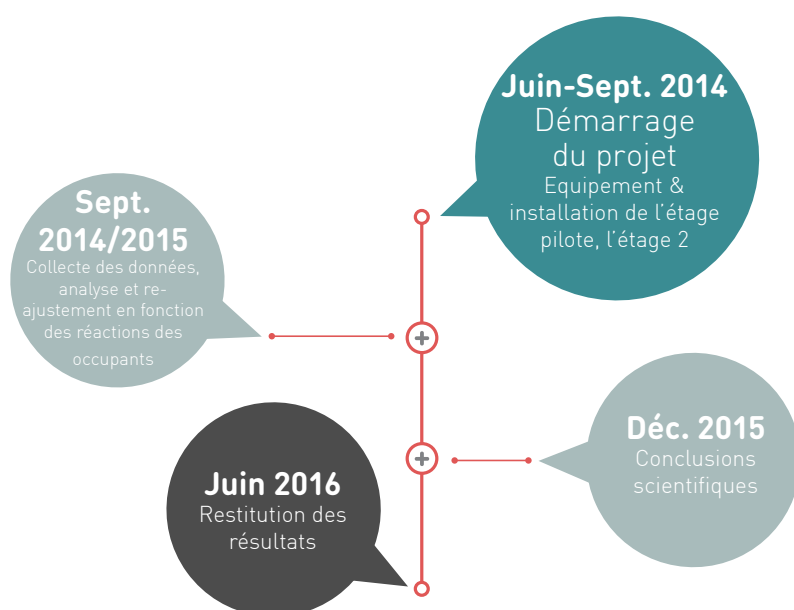 Juin-Sept. 2014
Démarrage
du projet
Equipement &
installation de l'étage
pilote, l'étage 2
Sept.
2014/2015
Collecte des données,
analyse et re-
ajustement en fonction
des réactions des
occupants
Déc. 2015
Conclusions
scientifiques
Juin 2016
Restitution des
résultats